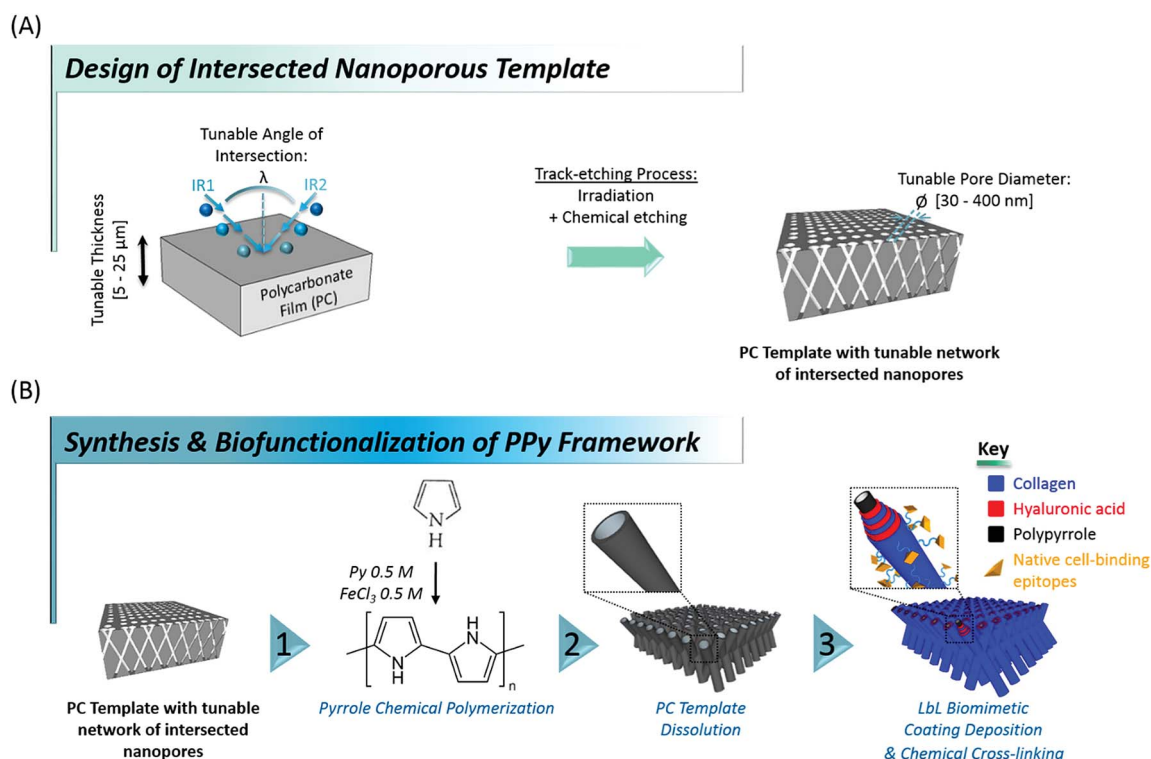 (A)
Design of Intersected Nanoporous Template
Tunable Angle of
Intersection:
λ
IR1
IR2
Tunable Thickness
[5 - 25 µm]
Polycarbonate
Film (PC)
Track-etching Process:
Irradiation
+ Chemical etching
Tunable Pore Diameter:
Ø [30 - 400 nm]
PC Template with tunable network
of intersected nanopores
(B)
Synthesis & Biofunctionalization of PPy Framework
Key
Collagen
Hyaluronic acid
Polypyrrole
Native cell-binding
epitopes
N
H
Py 0.5 M
FeCl₃ 0.5 M
H
N
N
H
n
1
2
3
PC Template with tunable
network of intersected
nanopores
Pyrrole Chemical Polymerization
PC Template
Dissolution
LbL Biomimetic
Coating Deposition
& Chemical Cross-linking